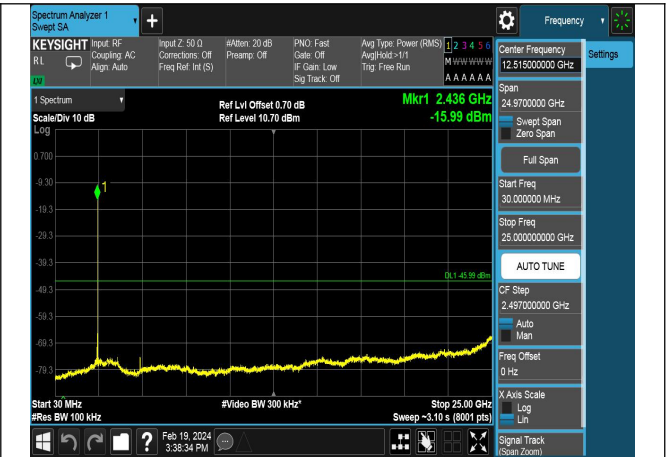 Spectrum Analyzer 1
Swept SA
Frequency
KEYSIGHT
RL
LXI
Input: RF
Coupling: AC
Align: Auto
Input Z: 50 Ω
Corrections: Off
Freq Ref: Int (S)
#Atten: 20 dB
Preamp: Off
PNO: Fast
Gate: Off
IF Gain: Low
Sig Track: Off
Avg Type: Power (RMS)
Avg|Hold:>1/1
Trig: Free Run
1 2 3 4 5 6
M W W W W W
A A A A A A
1 Spectrum
Scale/Div 10 dB
Log
Ref Lvl Offset 0.70 dB
Ref Level 10.70 dBm
Mkr1 2.436 GHz
-15.99 dBm
0.700
-9.30
-19.3
-29.3
-39.3
-49.3
-59.3
-69.3
-79.3
1
DL1 -45.99 dBm
Start 30 MHz
#Res BW 100 kHz
#Video BW 300 kHz*
Stop 25.00 GHz
Sweep ~3.10 s (8001 pts)
Center Frequency
12.515000000 GHz
Settings
Span
24.9700000 GHz
Swept Span
Zero Span
Full Span
Start Freq
30.000000 MHz
Stop Freq
25.000000000 GHz
AUTO TUNE
CF Step
2.497000000 GHz
Auto
Man
Freq Offset
0 Hz
X Axis Scale
Log
Lin
Signal Track
(Span Zoom)
?
Feb 19, 2024
3:38:34 PM